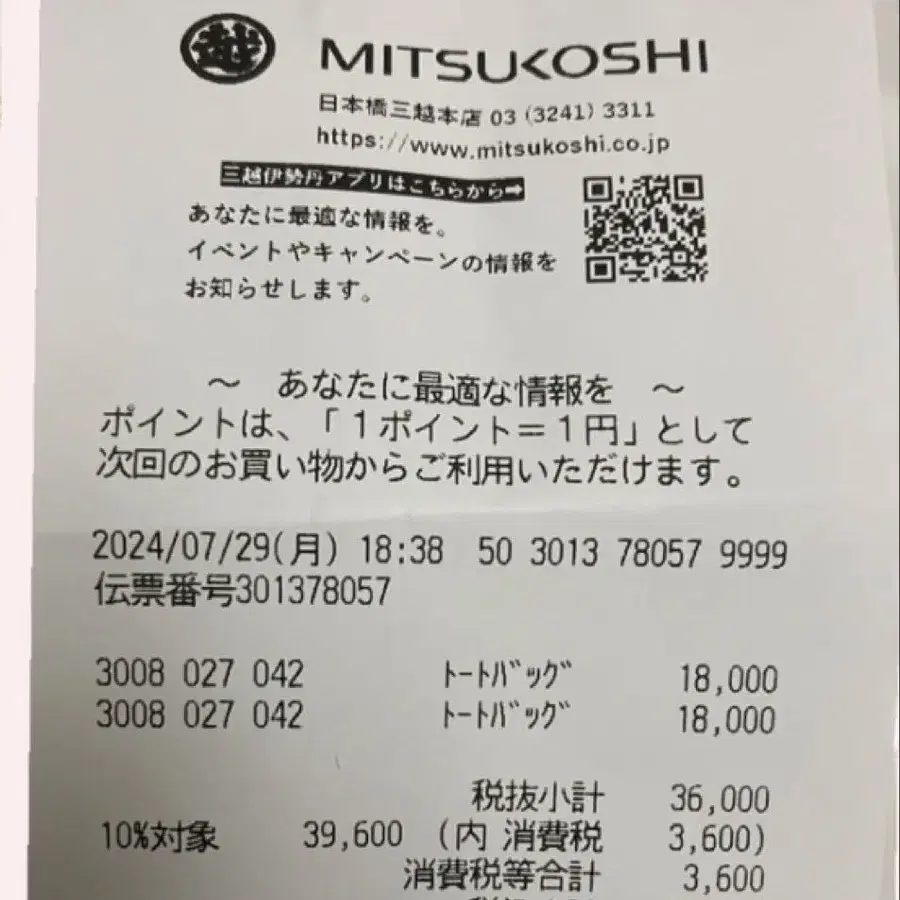 越 MITSUKOSHI
日本橋三越本店 03 (3241) 3311
https://www.mitsukoshi.co.jp
三越伊勢丹アプリはこちらから➡
あなたに最適な情報を。
イベントやキャンペーンの情報を
お知らせします。
～ あなたに最適な情報を ～
ポイントは、「１ポイント＝１円」として
次回のお買い物からご利用いただけます。
2024/07/29(月) 18:38 50 3013 78057 9999
伝票番号301378057
3008 027 042 ﾄｰﾄﾊﾞｯｸﾞ 18,000
3008 027 042 ﾄｰﾄﾊﾞｯｸﾞ 18,000
税抜小計 36,000
10%対象 39,600 (内 消費税 3,600)
消費税等合計 3,600